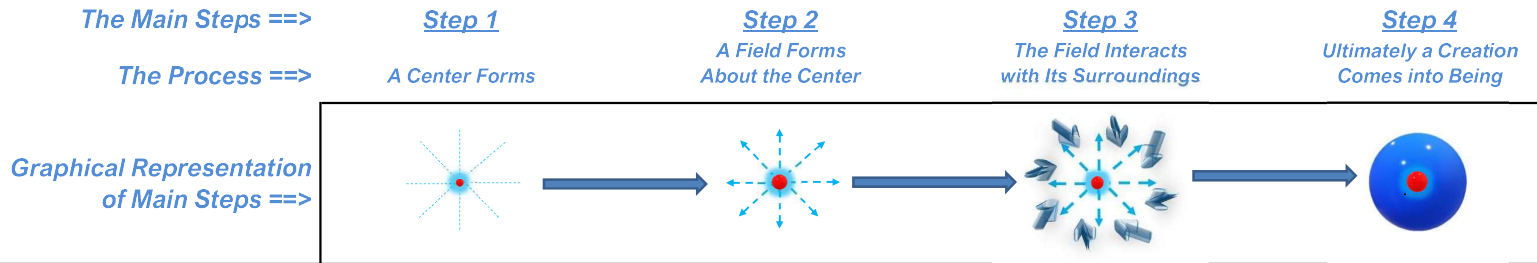 The Main Steps ==>
Step 1
Step 2
Step 3
Step 4
The Process ==>
A Center Forms
A Field Forms
About the Center
The Field Interacts
with Its Surroundings
Ultimately a Creation
Comes into Being
Graphical Representation
of Main Steps ==>